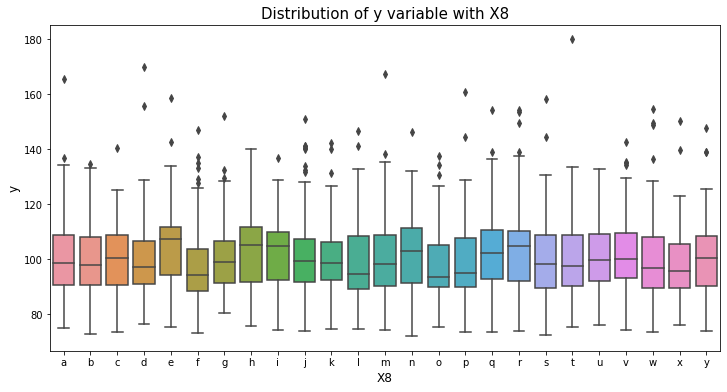 Distribution of y variable with X8
y
180
160
140
120
100
80
a b c d e f g h i j k l m n o p q r s t u v w x y
X8